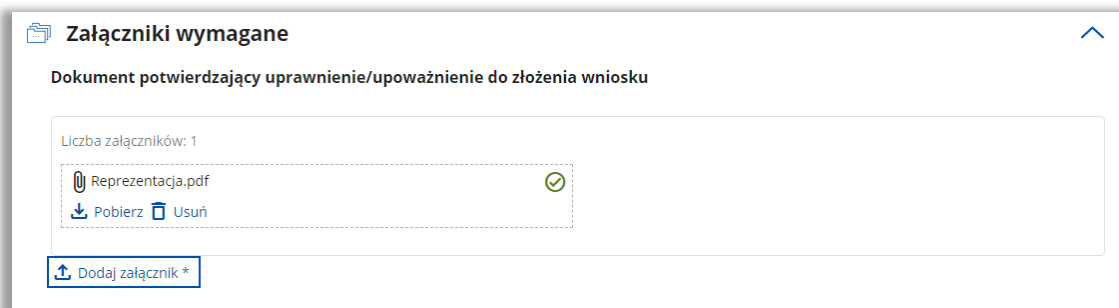 Załączniki wymagane
Dokument potwierdzający uprawnienie/upoważnienie do złożenia wniosku
Liczba załączników: 1
Reprezentacja.pdf
Pobierz Usuń
Dodaj załącznik *